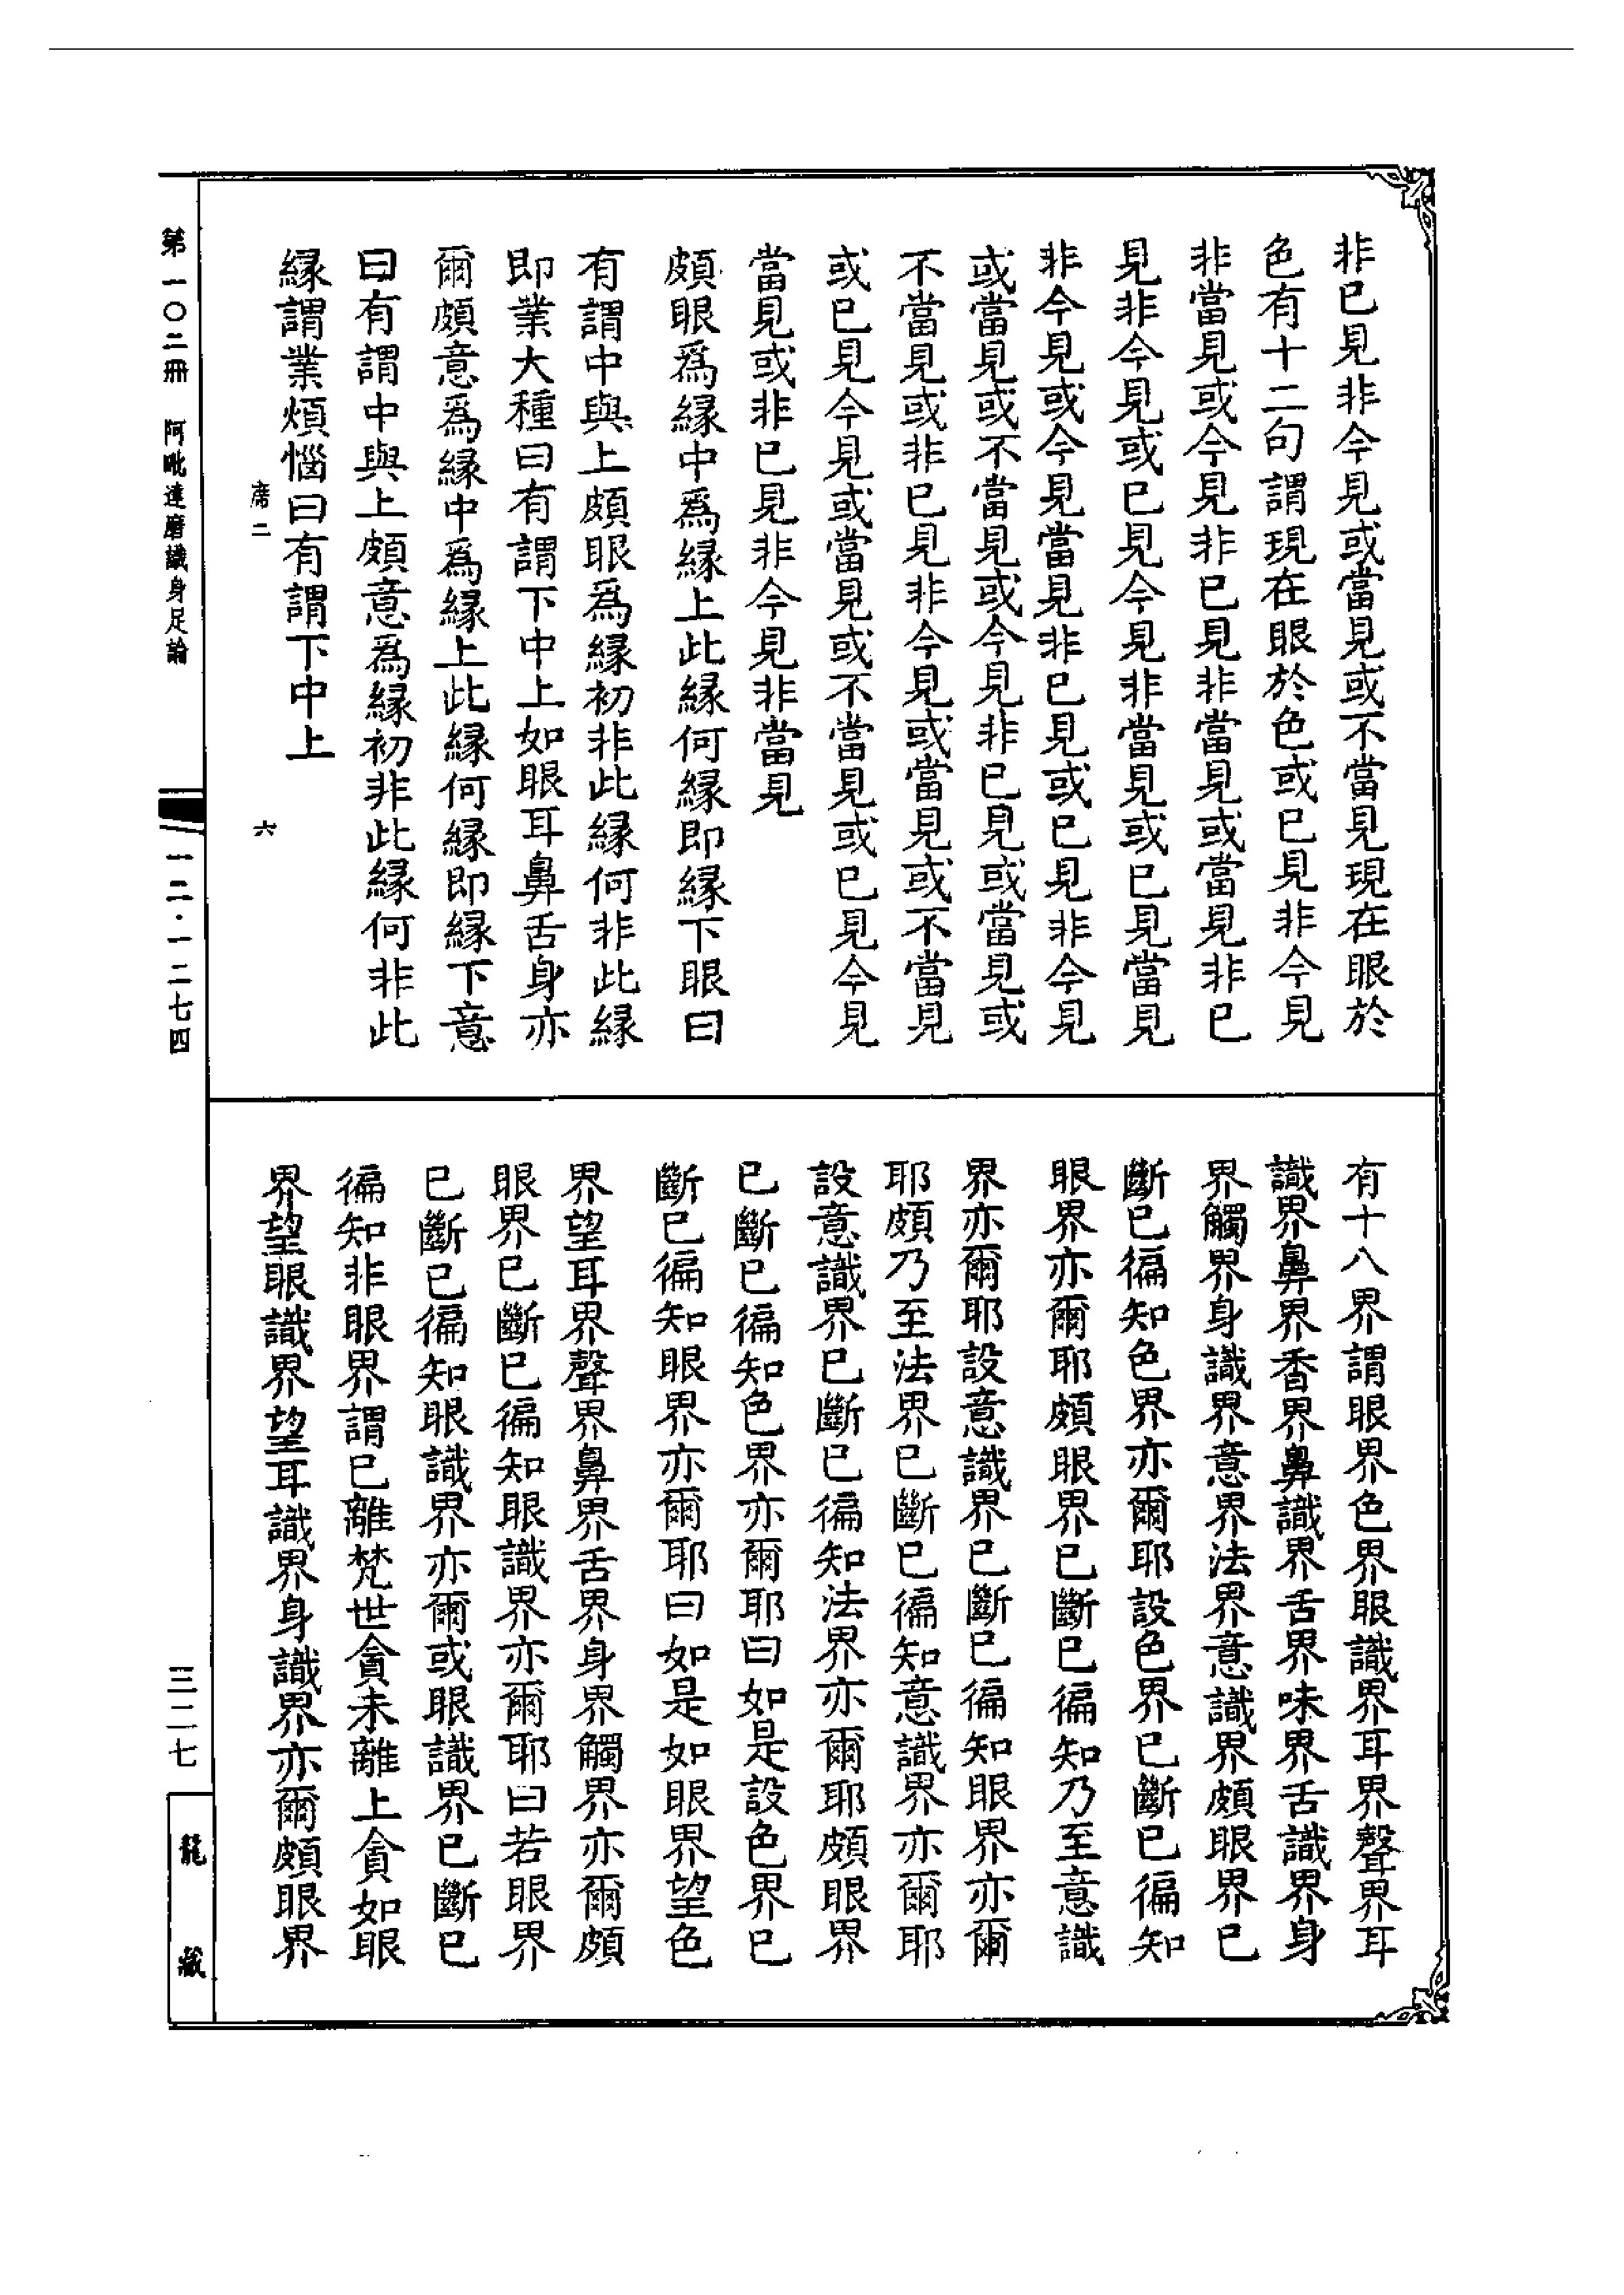 非已見非今見或當見或不當見現在眼於
色有十二句謂現在眼於色或已見非今見
非當見或今見非已見非當見或當見非已
見非今見或已見今見非當見或已見當見
非今見或今見當見非已見或已見非今見
或當見或不當見或今見非已見或當見或
不當見或非已見非今見或當見或不當見
或已見今見或當見或不當見或已見今見
當見或非已見非今見非當見
頗眼爲緣中爲緣上此緣何緣即緣下眼曰
有謂中與上頗眼爲緣初非此緣何非此緣
即業大種曰有謂下中上如眼耳鼻舌身亦
爾頗意爲緣中爲緣上此緣何緣即緣下意
曰有謂中與上頗意爲緣初非此緣何非此
緣謂業煩惱曰有謂下中上
席二 六
有十八界謂眼界色界眼識界耳界聲界耳
識界鼻界香界鼻識界舌界味界舌識界身
界觸界身識界意界法界意識界頗眼界已
斷已徧知色界亦爾耶設色界已斷已徧知
眼界亦爾耶頗眼界已斷已徧知乃至意識
界亦爾耶設意識界已斷已徧知眼界亦爾
耶頗乃至法界已斷已徧知意識界亦爾耶
設意識界已斷已徧知法界亦爾耶頗眼界
已斷已徧知色界亦爾耶曰如是設色界已
斷已徧知眼界亦爾耶曰如是如眼界望色
界望耳界聲界鼻界舌界身界觸界亦爾頗
眼界已斷已徧知眼識界亦爾耶曰若眼界
已斷已徧知眼識界亦爾或眼識界已斷已
徧知非眼界謂已離梵世貪未離上貪如眼
界望眼識界望耳識界身識界亦爾頗眼界
第一〇二冊 阿毗達磨識身足論
一二·一二七四
三二七
龍藏